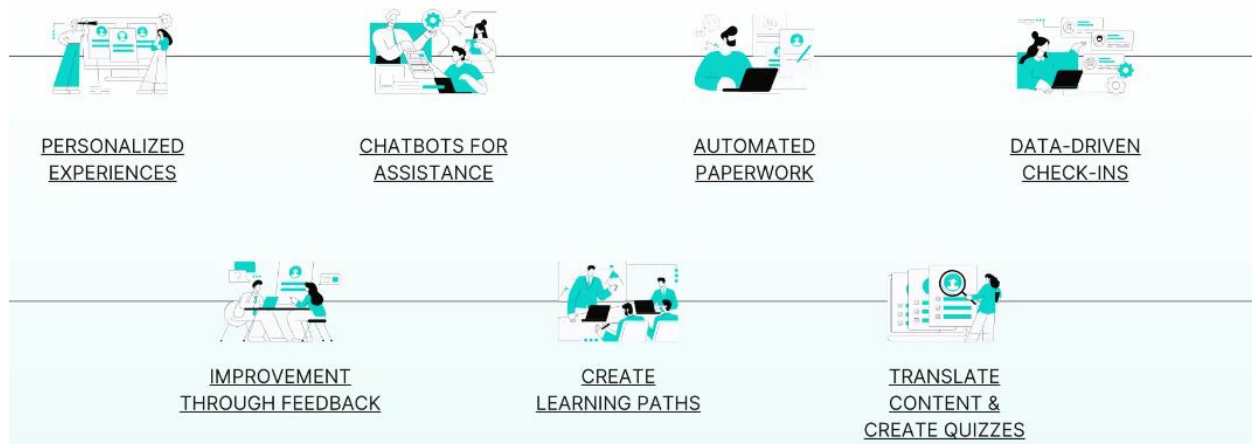 PERSONALIZED
EXPERIENCES
CHATBOTS FOR
ASSISTANCE
AUTOMATED
PAPERWORK
DATA-DRIVEN
CHECK-INS
IMPROVEMENT
THROUGH FEEDBACK
CREATE
LEARNING PATHS
TRANSLATE
CONTENT &
CREATE QUIZZES